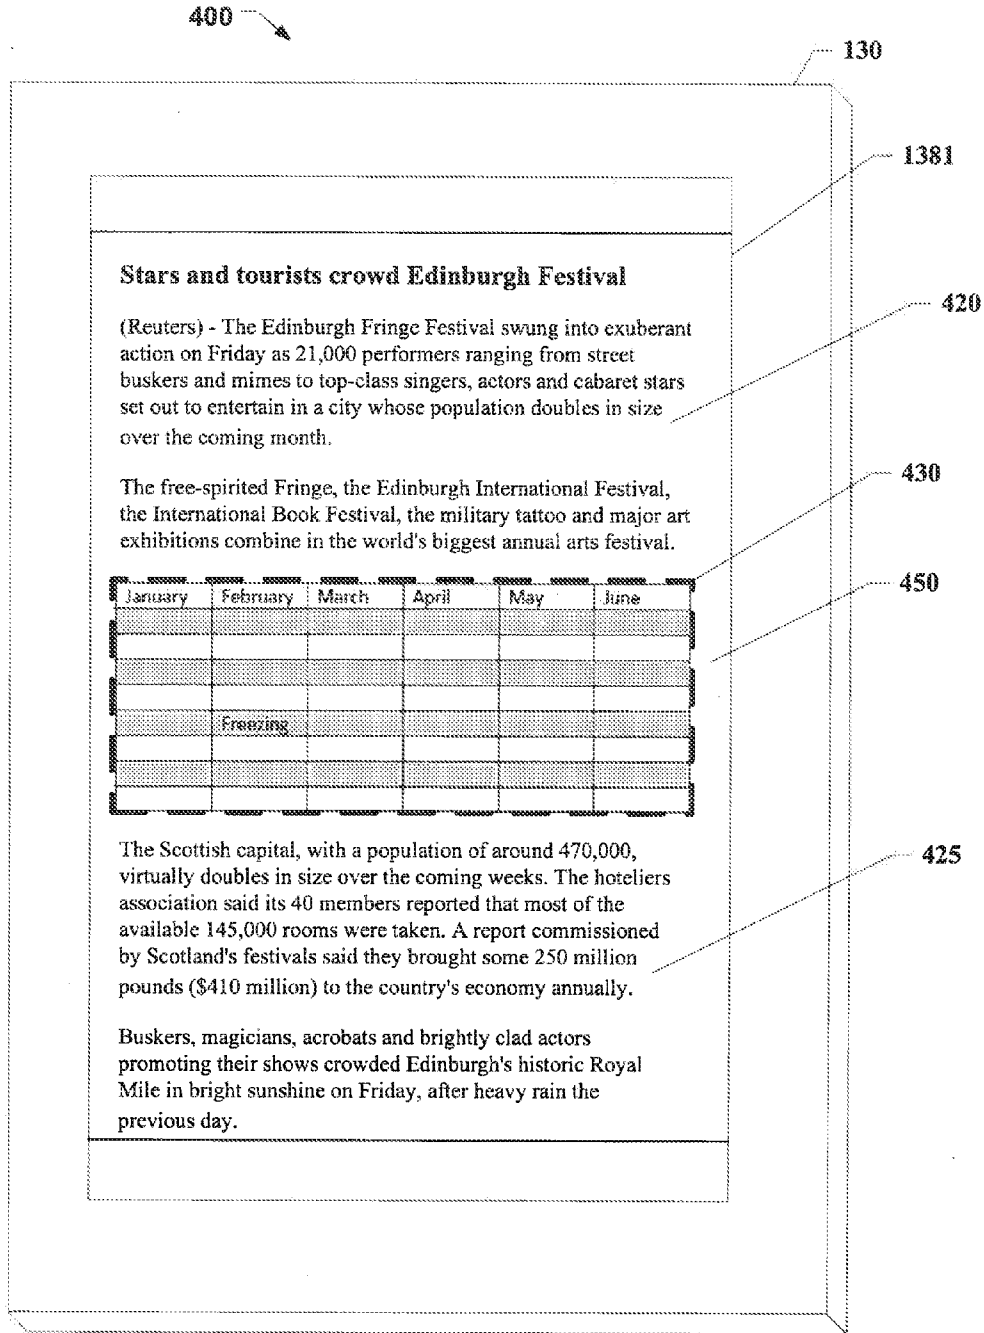 400
130
1381
Stars and tourists crowd Edinburgh Festival
420
(Reuters) - The Edinburgh Fringe Festival swung into exuberant
action on Friday as 21,000 performers ranging from street
buskers and mimes to top-class singers, actors and cabaret stars
set out to entertain in a city whose population doubles in size
over the coming month.
430
The free-spirited Fringe, the Edinburgh International Festival,
the International Book Festival, the military tattoo and major art
exhibitions combine in the world's biggest annual arts festival.
450
January February March April May June
Freezing
425
The Scottish capital, with a population of around 470,000,
virtually doubles in size over the coming weeks. The hoteliers
association said its 40 members reported that most of the
available 145,000 rooms were taken. A report commissioned
by Scotland's festivals said they brought some 250 million
pounds ($410 million) to the country's economy annually.
Buskers, magicians, acrobats and brightly clad actors
promoting their shows crowded Edinburgh's historic Royal
Mile in bright sunshine on Friday, after heavy rain the
previous day.